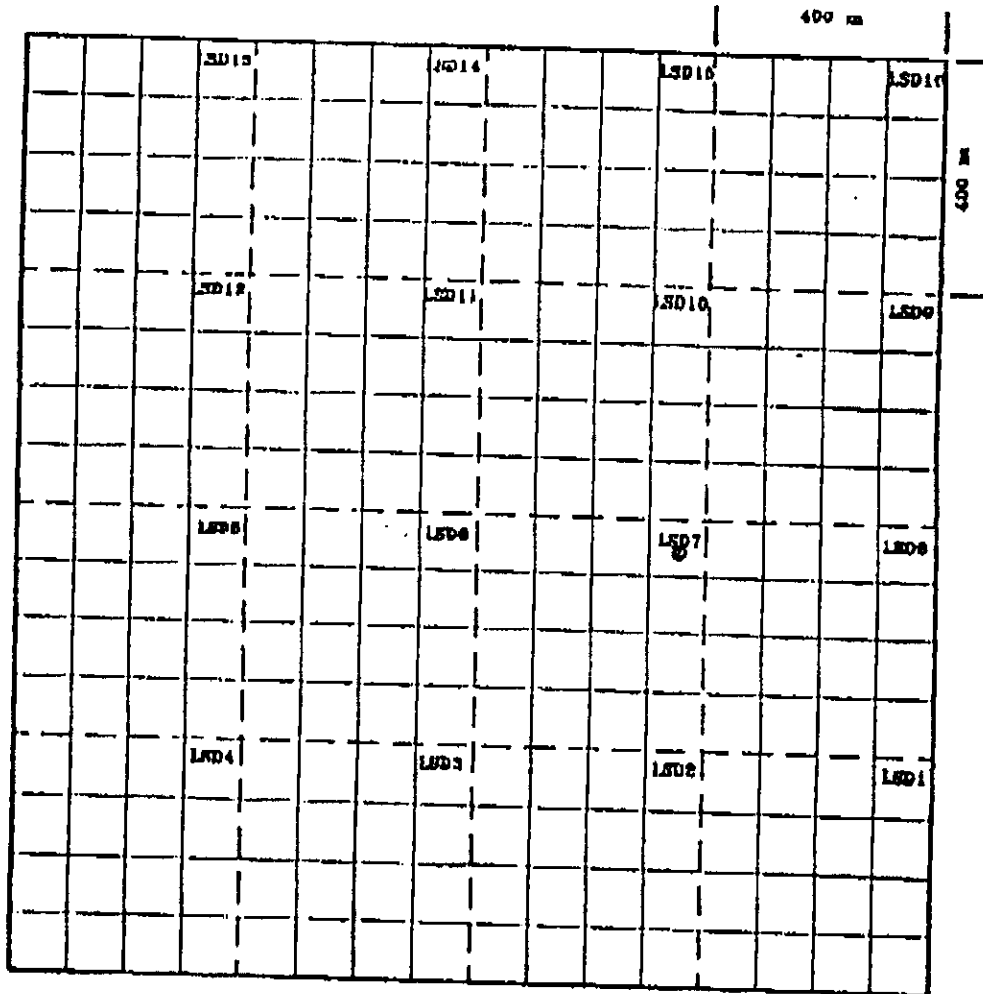 400 m
LSD13 LSD14 LSD15 LSD16
400 m
LSD12 LSD11 LSD10 LSD9
LSD5 LSD6 LSD7 LSD8
LSD4 LSD3 LSD2 LSD1